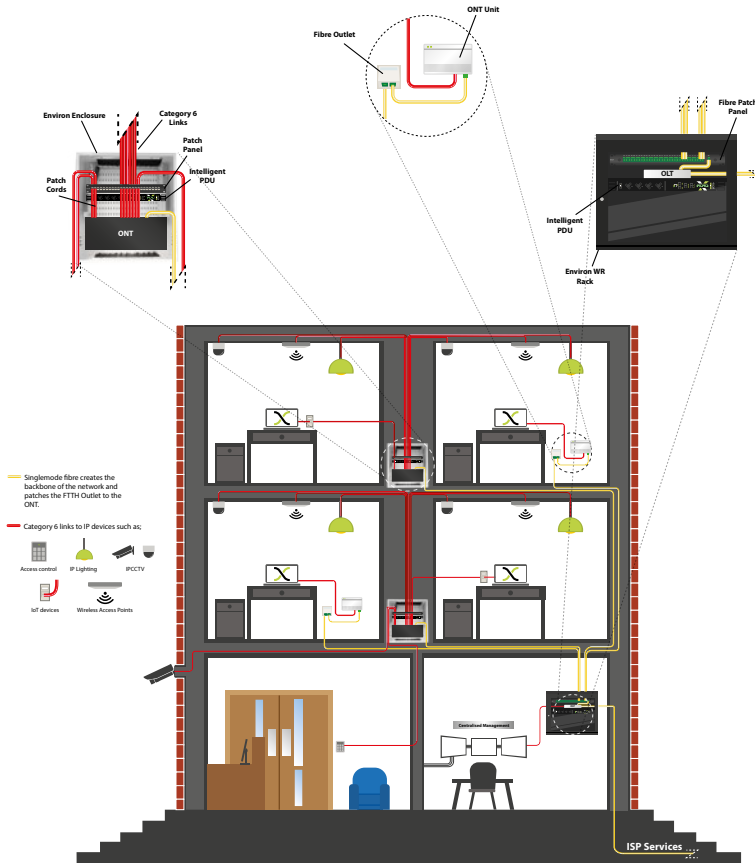 ONT Unit
Fibre Outlet
Environ Enclosure
Category 6
Links
Patch
Panel
Intelligent
PDU
Patch
Cords
ONT
Fibre Patch
Panel
OLT
Intelligent
PDU
Environ WR
Rack
Singlemode fibre creates the
backbone of the network and
patches the FTTH Outlet to the
ONT.
Category 6 links to IP devices such as;
Access control
IP Lighting
IPCCTV
IoT devices
Wireless Access Points
Centralised Management
ISP Services